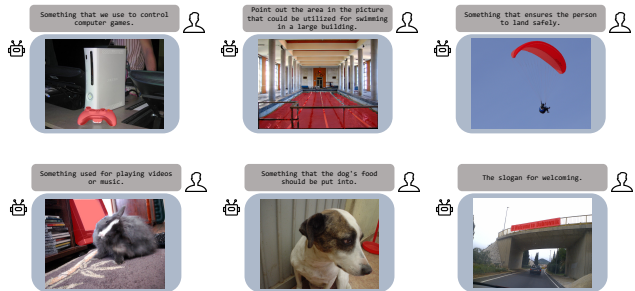 Something that we use to control
computer games.
Point out the area in the picture
that could be utilized for swimming
in a large building.
Something that ensures the person
to land safely.
Something used for playing videos
or music.
Something that the dog's food
should be put into.
The slogan for welcoming.